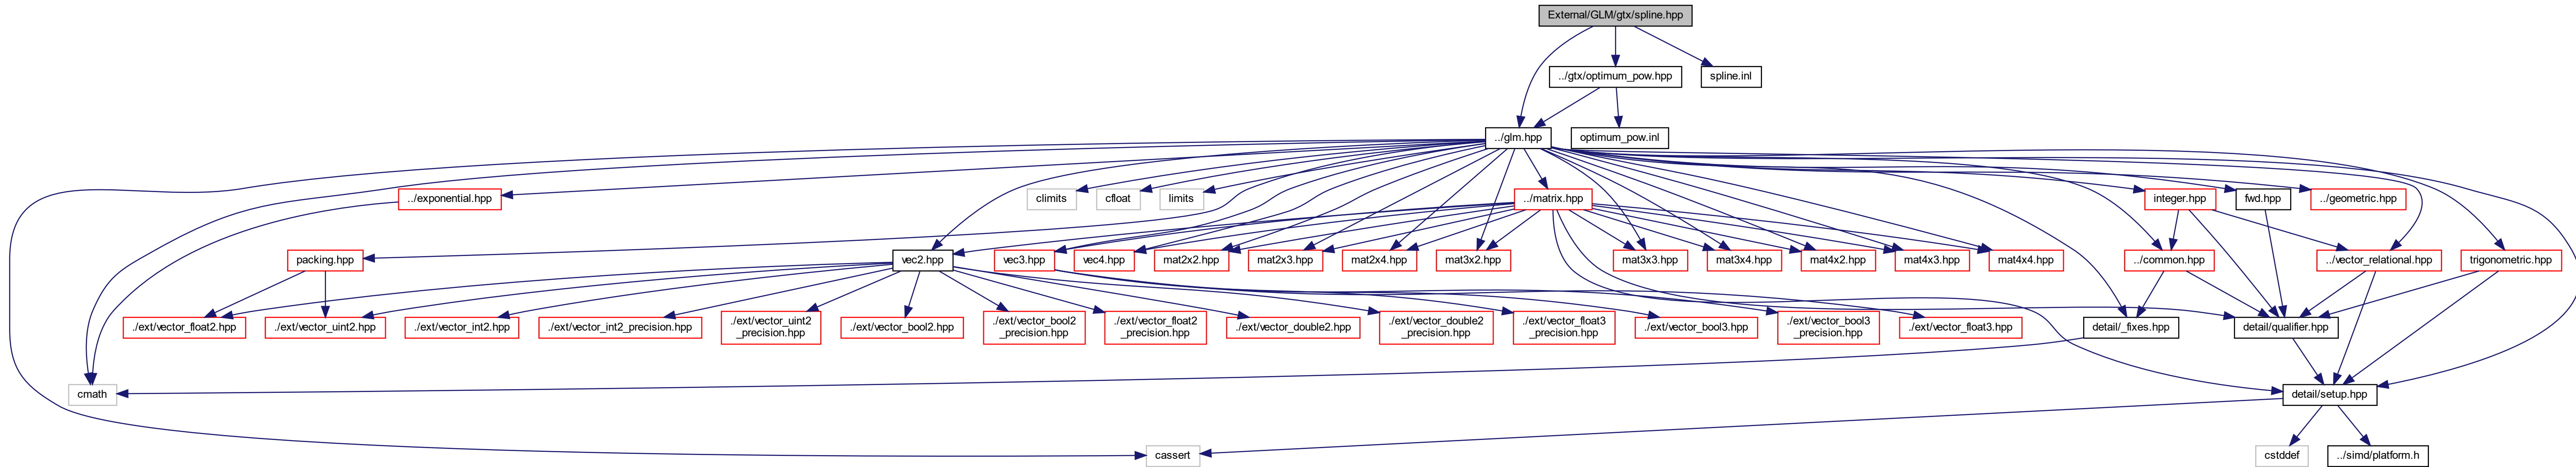 External/GLM/gtx/spline.hpp
../gtx/optimum_pow.hpp
spline.inl
../glm.hpp
optimum_pow.inl
../exponential.hpp
climits
cfloat
limits
../matrix.hpp
integer.hpp
fwd.hpp
../geometric.hpp
packing.hpp
vec2.hpp
vec3.hpp
vec4.hpp
mat2x2.hpp
mat2x3.hpp
mat2x4.hpp
mat3x2.hpp
mat3x3.hpp
mat3x4.hpp
mat4x2.hpp
mat4x3.hpp
mat4x4.hpp
../common.hpp
../vector_relational.hpp
trigonometric.hpp
./ext/vector_float2.hpp
./ext/vector_uint2.hpp
./ext/vector_int2.hpp
./ext/vector_int2_precision.hpp
./ext/vector_uint2
_precision.hpp
./ext/vector_bool2.hpp
./ext/vector_bool2
_precision.hpp
./ext/vector_float2
_precision.hpp
./ext/vector_double2.hpp
./ext/vector_double2
_precision.hpp
./ext/vector_float3
_precision.hpp
./ext/vector_bool3.hpp
./ext/vector_bool3
_precision.hpp
./ext/vector_float3.hpp
detail/_fixes.hpp
detail/qualifier.hpp
cmath
detail/setup.hpp
cassert
cstddef
../simd/platform.h